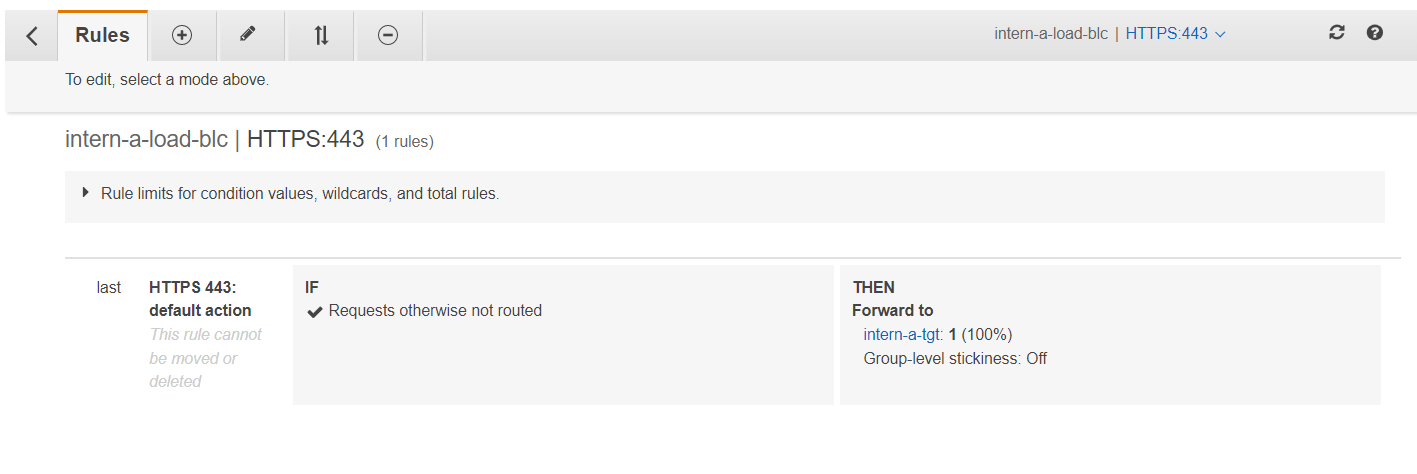 Rules
intern-a-load-blc | HTTPS:443
To edit, select a mode above.
intern-a-load-blc | HTTPS:443 (1 rules)
Rule limits for condition values, wildcards, and total rules.
last
HTTPS 443:
default action
This rule cannot
be moved or
deleted
IF
Requests otherwise not routed
THEN
Forward to
intern-a-tgt: 1 (100%)
Group-level stickiness: Off